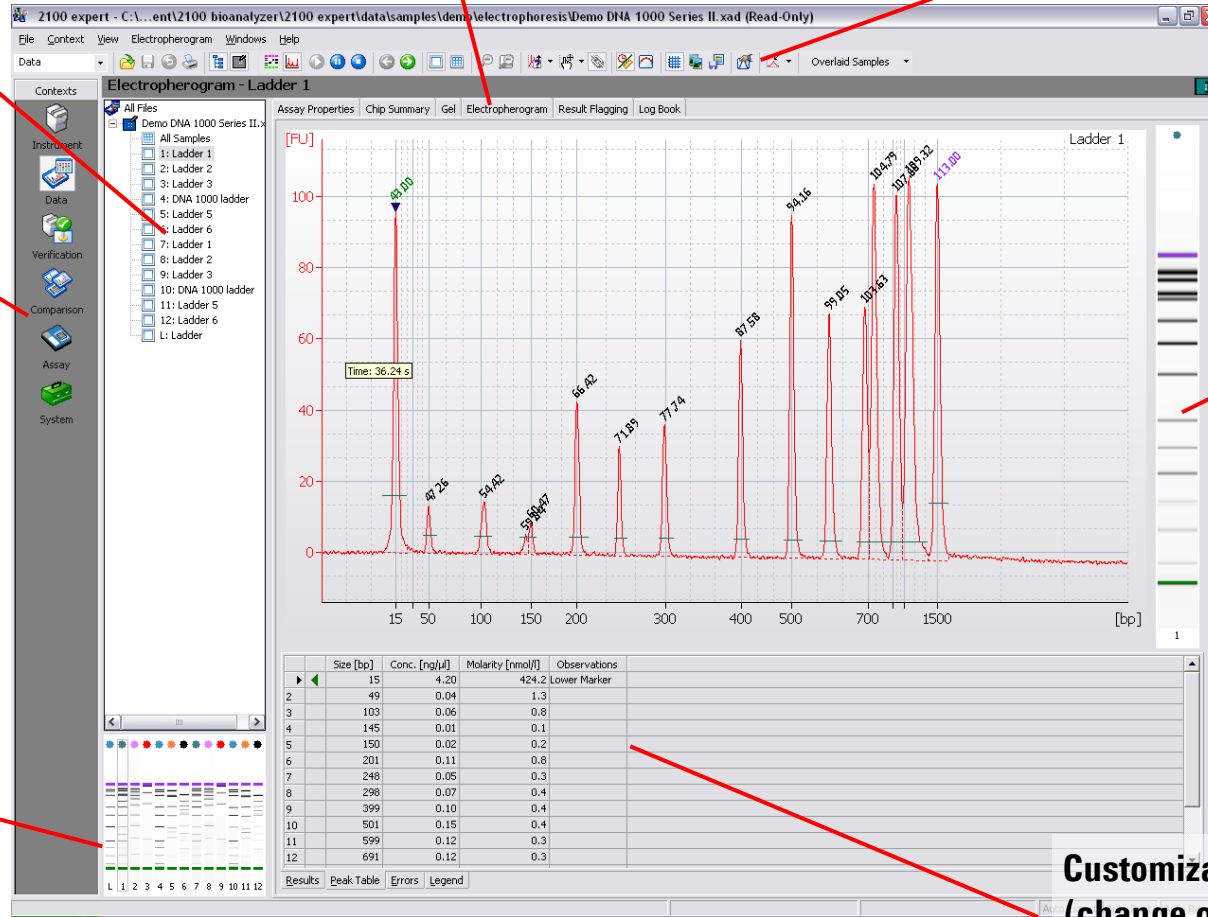 2100 expert - C:\...ent\2100 bioanalyzer\2100 expert\data\samples\demo\electrophoresis\Demo DNA 1000 Series II.xad (Read-Only)
File Context View Electropherogram Windows Help
Data
Overlaid Samples
Contexts
Instrument
Data
Verification
Comparison
Assay
System
Electropherogram - Ladder 1
All Files
Demo DNA 1000 Series II.x
All Samples
1: Ladder 1
2: Ladder 2
3: Ladder 3
4: DNA 1000 ladder
5: Ladder 5
6: Ladder 6
7: Ladder 1
8: Ladder 2
9: Ladder 3
10: DNA 1000 ladder
11: Ladder 5
12: Ladder 6
L: Ladder
L 1 2 3 4 5 6 7 8 9 10 11 12
Assay Properties Chip Summary Gel Electropherogram Result Flagging Log Book
[FU]
Ladder 1
100
80
60
40
20
0
43.00
47.26
54.42
60.47
66.42
71.89
77.74
87.58
94.16
99.05
103.63
104.79
113.00
Time: 36.24 s
15 50 100 150 200 300 400 500 700 1500 [bp]
1
Size [bp] Conc. [ng/µl] Molarity [nmol/l] Observations
15 4.20 424.2 Lower Marker
2 49 0.04 1.3
3 103 0.06 0.8
4 145 0.01 0.1
5 150 0.02 0.2
6 201 0.11 0.8
7 248 0.05 0.3
8 298 0.07 0.4
9 399 0.10 0.4
10 501 0.15 0.4
11 599 0.12 0.3
12 691 0.12 0.3
Results Peak Table Errors Legend
Customiza
(change o